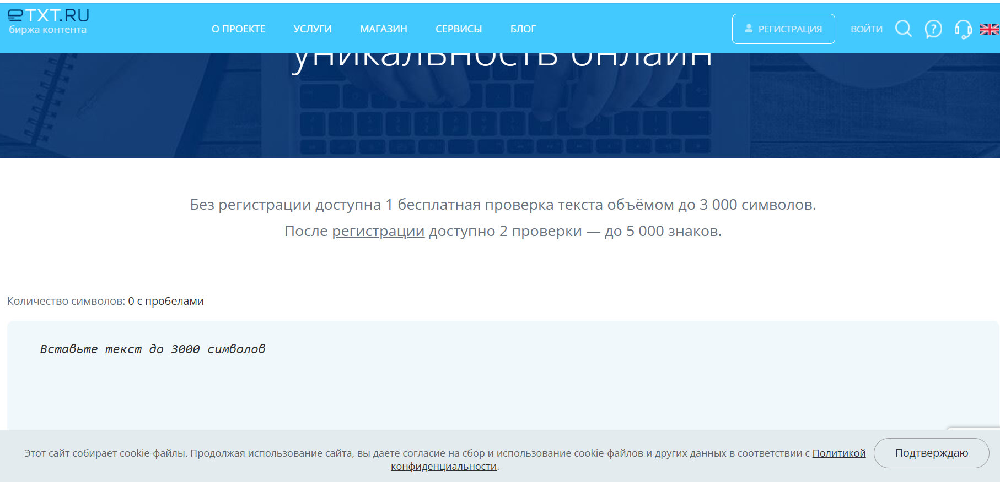 eTXT.RU
биржа контента
О ПРОЕКТЕ
УСЛУГИ
МАГАЗИН
СЕРВИСЫ
БЛОГ
РЕГИСТРАЦИЯ
ВОЙТИ
уникальность онлайн
Без регистрации доступна 1 бесплатная проверка текста объёмом до 3 000 символов.
После регистрации доступно 2 проверки — до 5 000 знаков.
Количество символов: 0 с пробелами
Вставьте текст до 3000 символов
Этот сайт собирает cookie-файлы. Продолжая использование сайта, вы даете согласие на сбор и использование cookie-файлов и других данных в соответствии с Политикой
конфиденциальности.
Подтверждаю